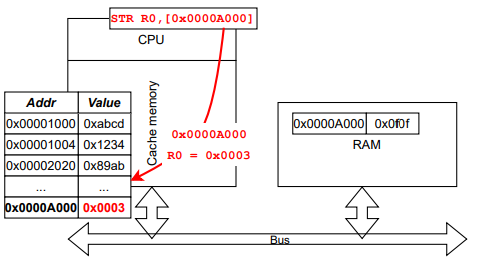 STR R0,[0x0000A000]
CPU
Addr Value
0x00001000 0xabcd
0x00001004 0x1234
0x00002020 0x89ab
... ...
0x0000A000 0x0003
Cache memory
0x0000A000
R0 = 0x0003
0x0000A000 0x0f0f
RAM
Bus